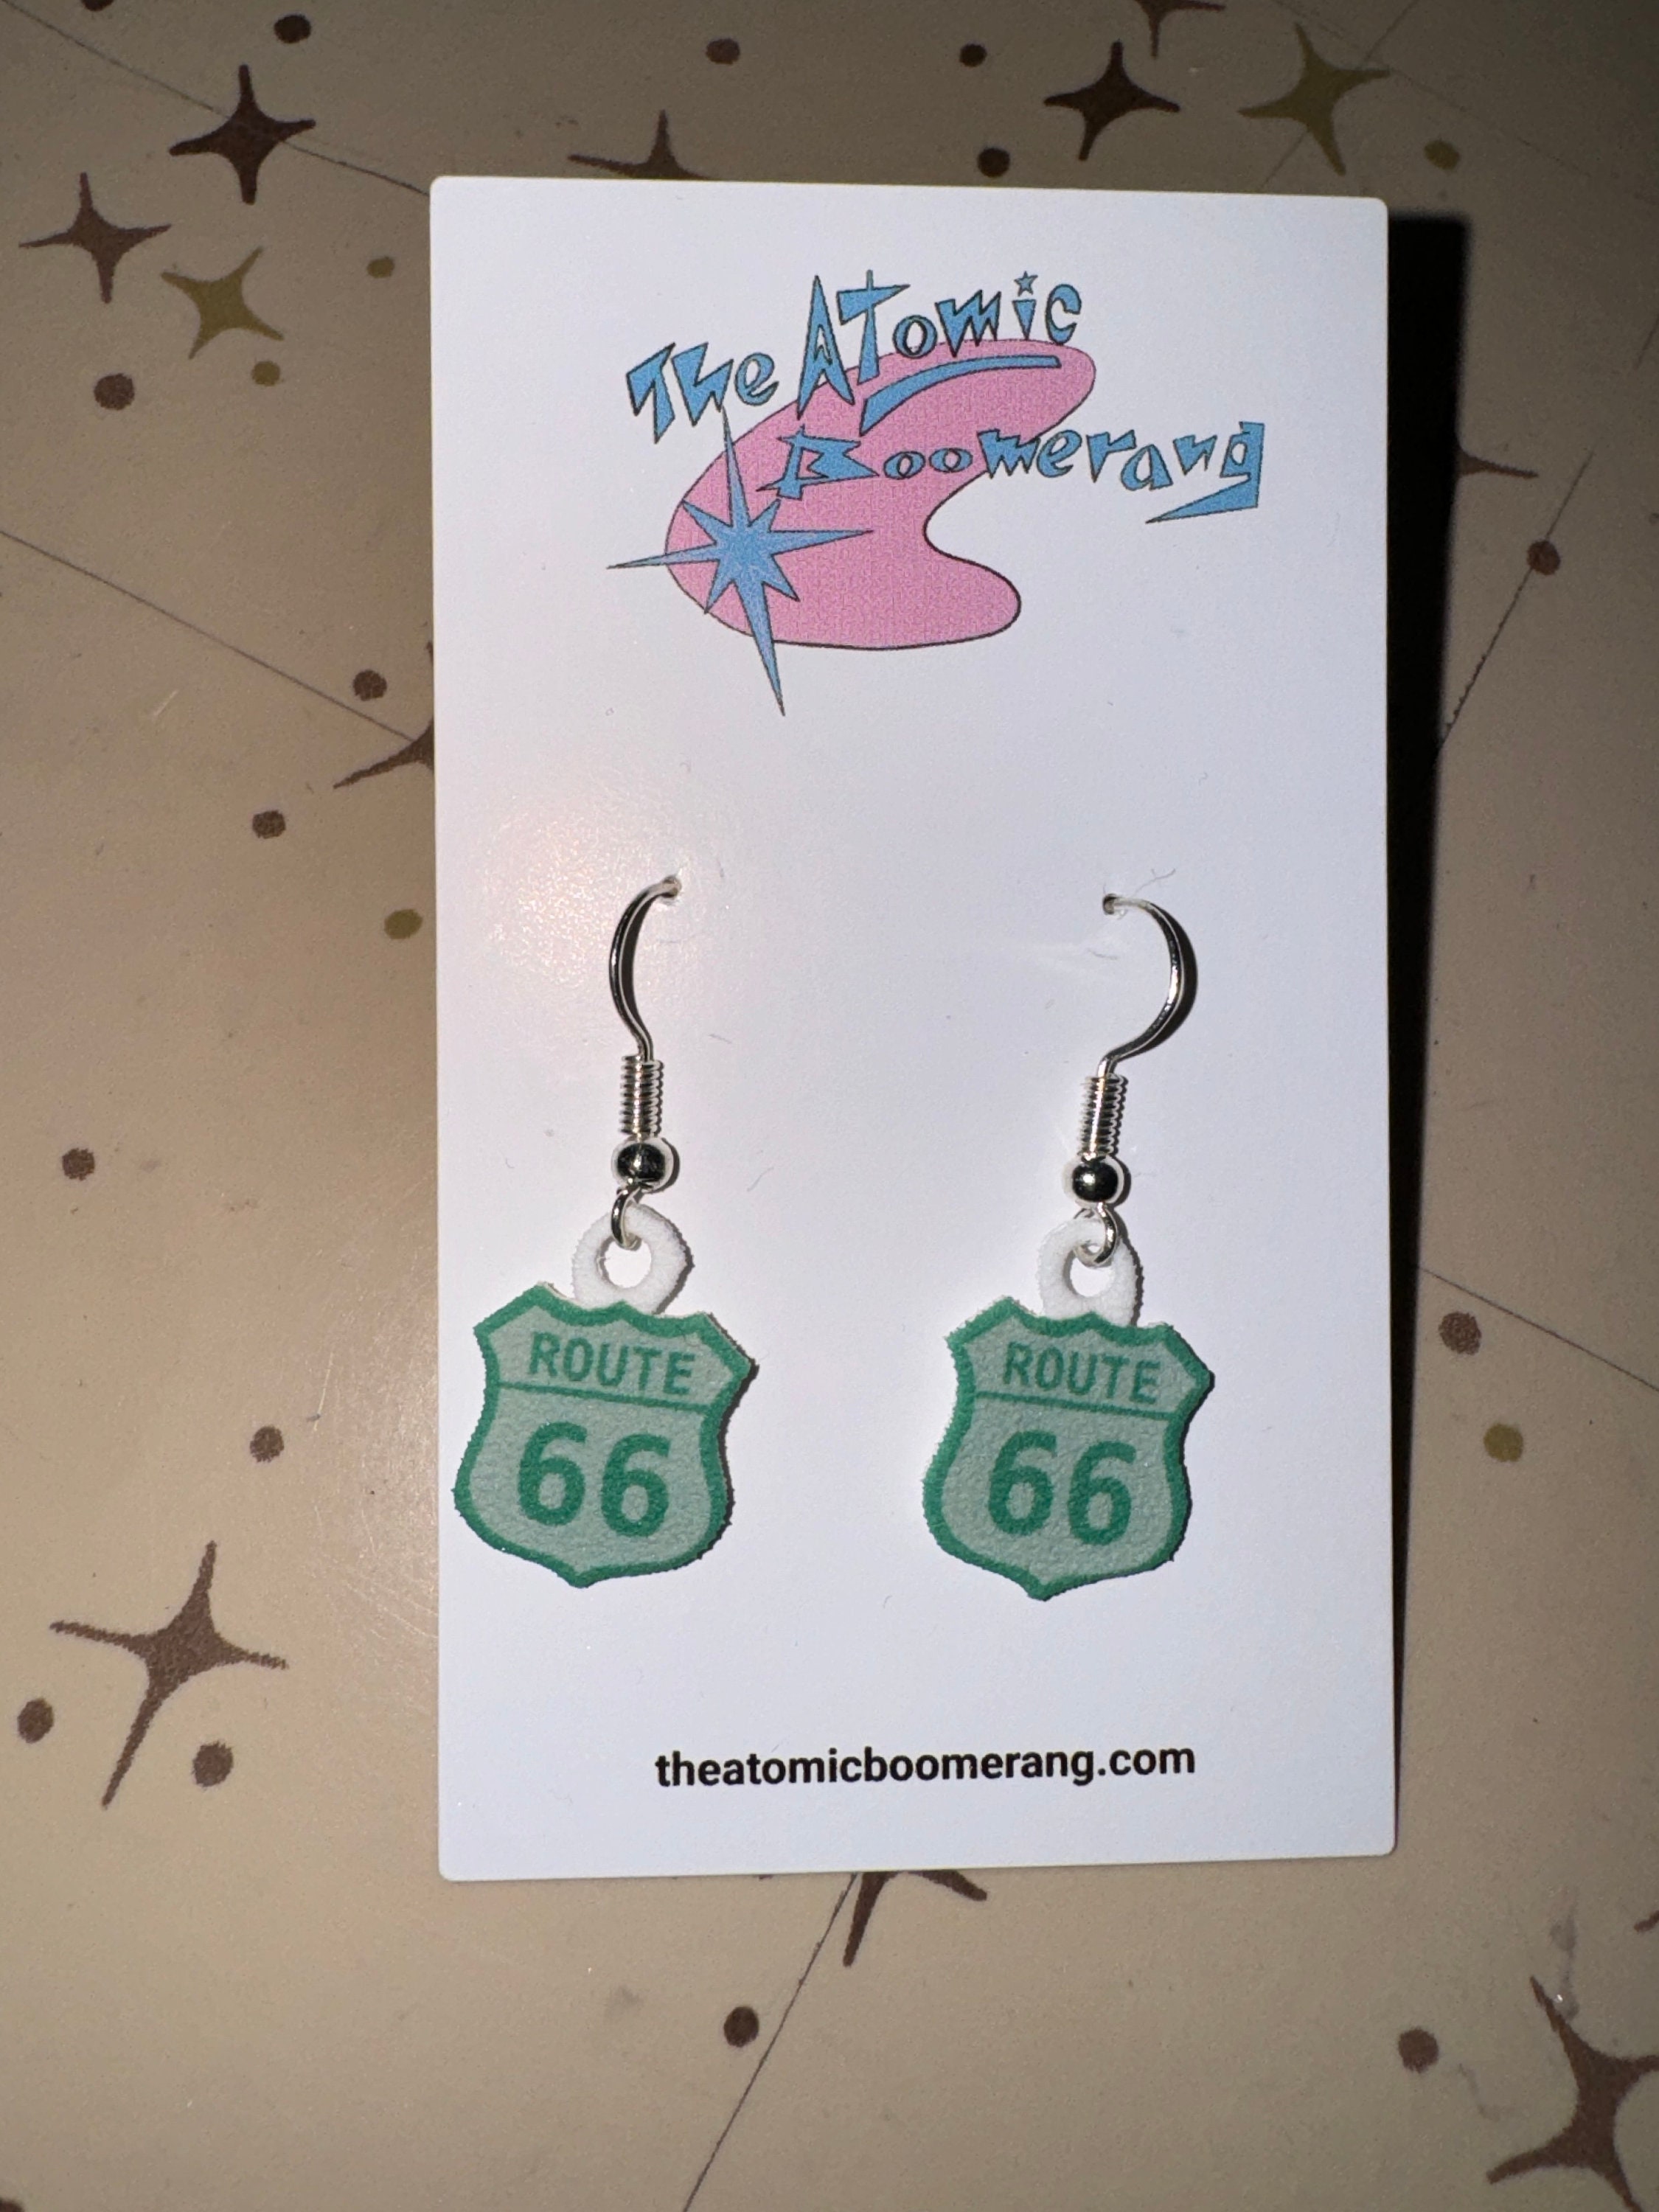 The Atomic
Boomerang
ROUTE
66
ROUTE
66
theatomicboomerang.com